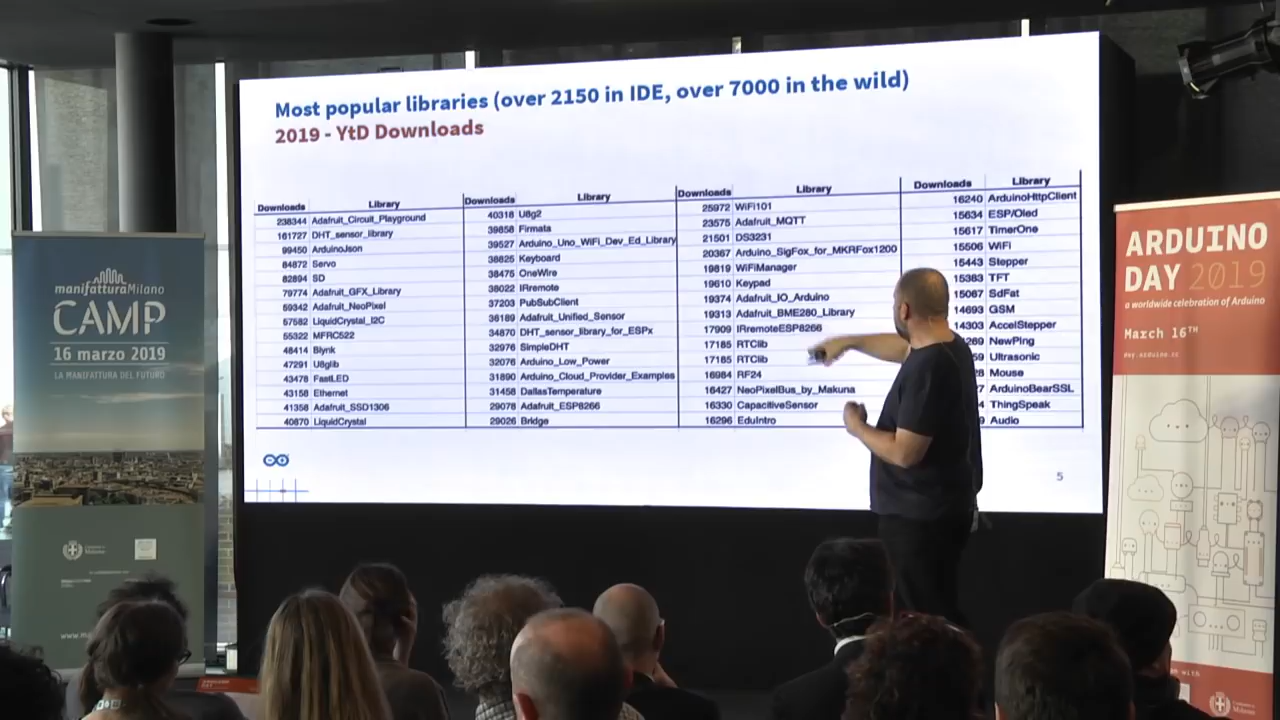 Most popular libraries (over 2150 in IDE, over 7000 in the wild)
2019 - YtD Downloads
Downloads Library
238344 Adafruit_Circuit_Playground
161727 DHT_sensor_library
99450 ArduinoJson
84872 Servo
82894 SD
79774 Adafruit_GFX_Library
59342 Adafruit_NeoPixel
57582 LiquidCrystal_I2C
55322 MFRC522
48414 Blynk
47291 U8glib
43478 FastLED
43158 Ethernet
41358 Adafruit_SSD1306
40870 LiquidCrystal
Downloads Library
40318 U8g2
39858 Firmata
39527 Arduino_Uno_WiFi_Dev_Ed_Library
38825 Keyboard
38475 OneWire
38022 IRremote
37203 PubSubClient
36189 Adafruit_Unified_Sensor
34870 DHT_sensor_library_for_ESPx
32976 SimpleDHT
32076 Arduino_Low_Power
31890 Arduino_Cloud_Provider_Examples
31458 DallasTemperature
29078 Adafruit_ESP8266
29026 Bridge
Downloads Library
25972 WiFi101
23575 Adafruit_MQTT
21501 DS3231
20367 Arduino_SigFox_for_MKRFox1200
19819 WiFiManager
19610 Keypad
19374 Adafruit_IO_Arduino
19313 Adafruit_BME280_Library
17909 IRremoteESP8266
17185 RTClib
17185 RTClib
16984 RF24
16427 NeoPixelBus_by_Makuna
16330 CapacitiveSensor
16296 EduIntro
Downloads Library
16240 ArduinoHttpClient
15634 ESP/Oled
15617 TimerOne
15506 WiFi
15443 Stepper
15383 TFT
15067 SdFat
14693 GSM
14303 AccelStepper
269 NewPing
Ultrasonic
Mouse
ArduinoBearSSL
ThingSpeak
Audio
5
manifatturaMilano
CAMP
16 marzo 2019
LA MANIFATTURA DEL FUTURO
ARDUINO
DAY 2019
a worldwide celebration of Arduino
March 16TH
day.arduino.cc